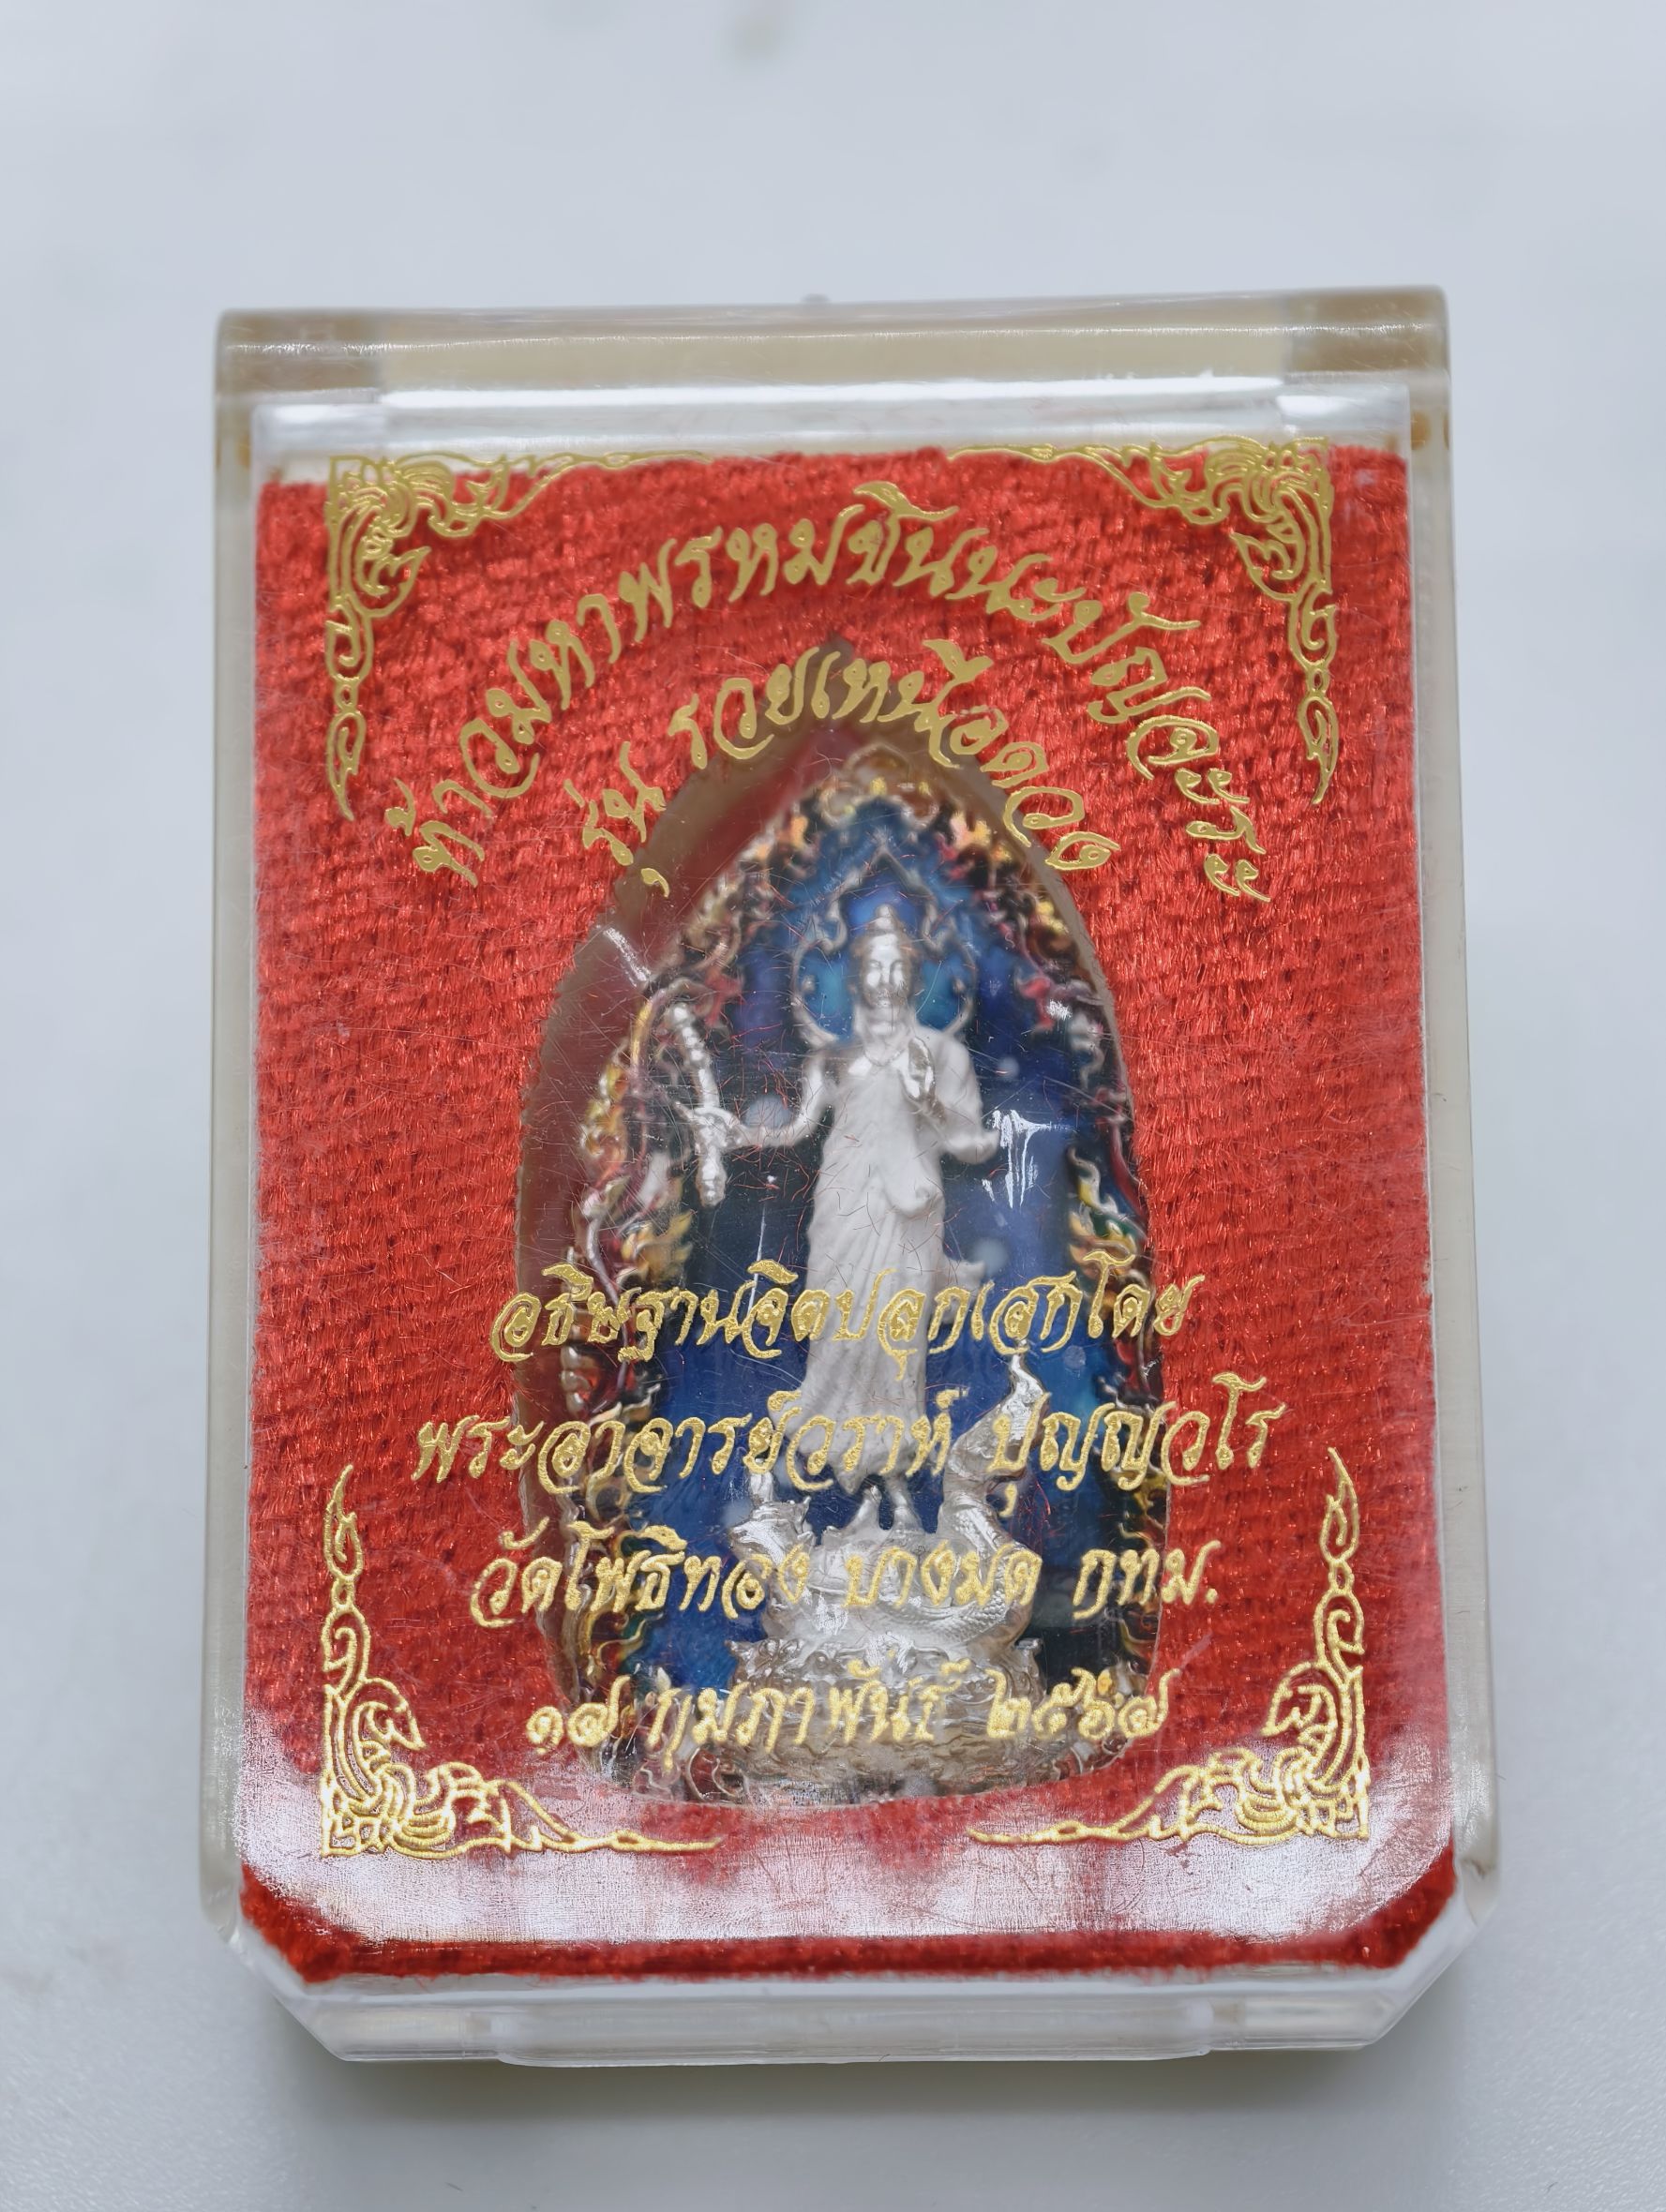 ท้าวมหาพรหมชินนะปัญจะระ
รุ่น รวยเหนือดวง
อธิษฐานจิตปลุกเสกโดย
พระอาจารย์วราห์ ปุญญวโร
วัดโพธิทอง บางมด กทม.
๑๗ กุมภาพันธ์ ๒๕๖๗